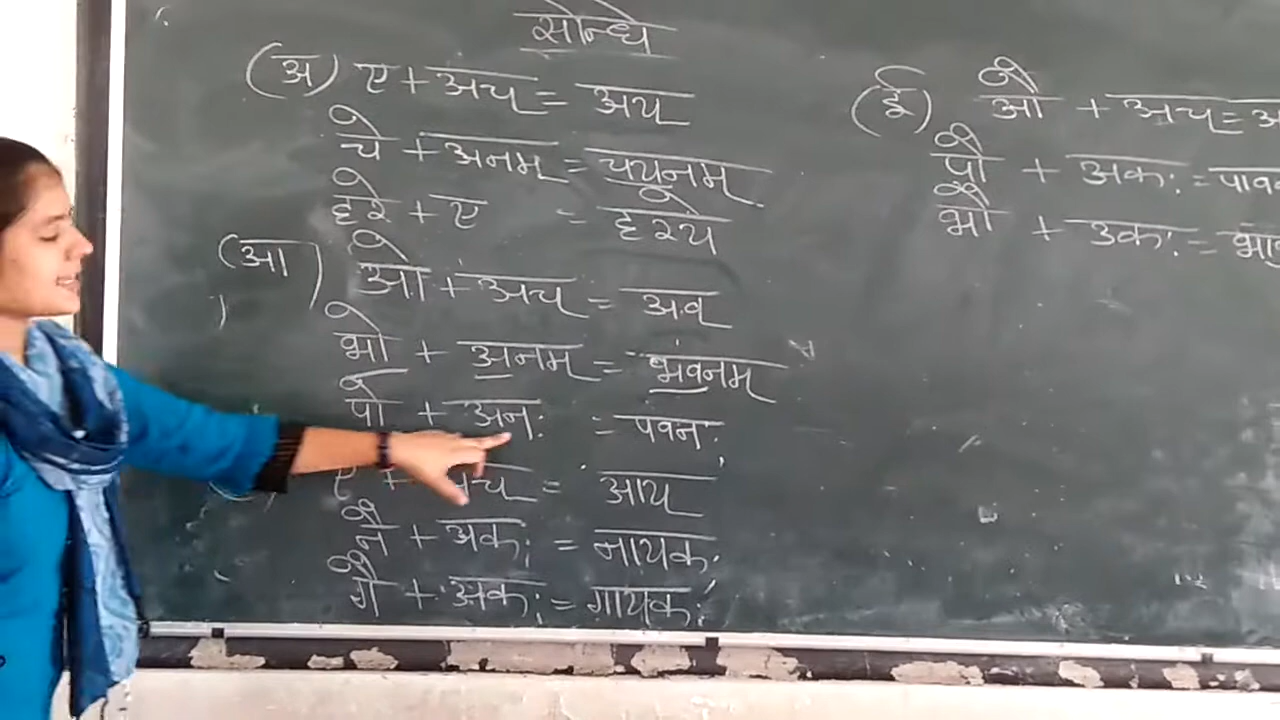 सन्धि
(अ) ए + अच् = अय्
चे + अनम् = चयनम्
हरे + ए = हरये
(आ) ओ + अच् = अव्
भो + अनम् = भवनम्
पो + अनः = पवनः
ऐ + अच् = आय
नै + अकः = नायकः
गै + अकः = गायकः
(ई) औ + अच् =
पौ + अकः =
भौ + उकः =